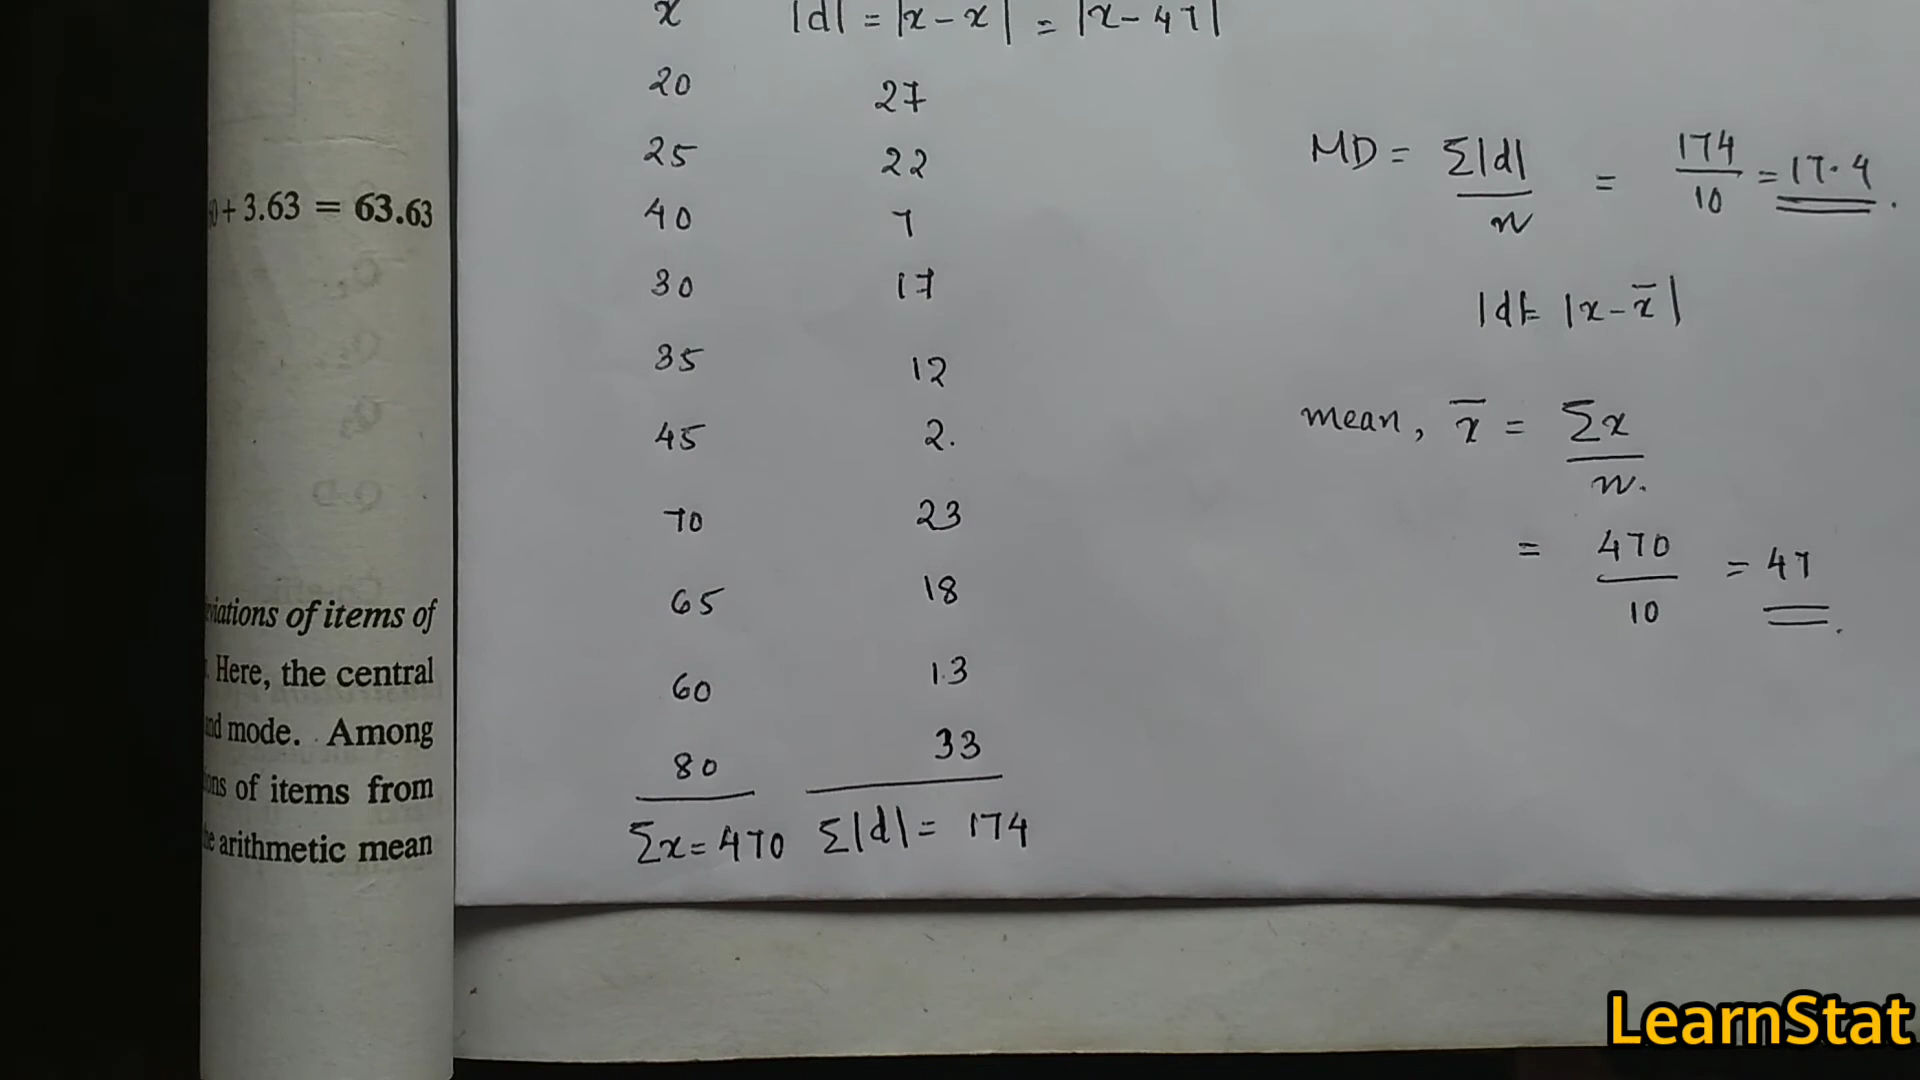 x |d| = |x - x| = |x - 47|
20 27
25 22
40 7
30 17
35 12
45 2.
70 23
65 18
60 13
80 33
Σx = 470 Σ|d| = 174
MD = Σ|d| / n = 174 / 10 = 17.4.
|d| = |x - x̄|
mean, x̄ = Σx / n.
= 470 / 10 = 47.
+ 3.63 = 63.63
of items of
Here, the central
mode. Among
of items from
arithmetic mean
LearnStat